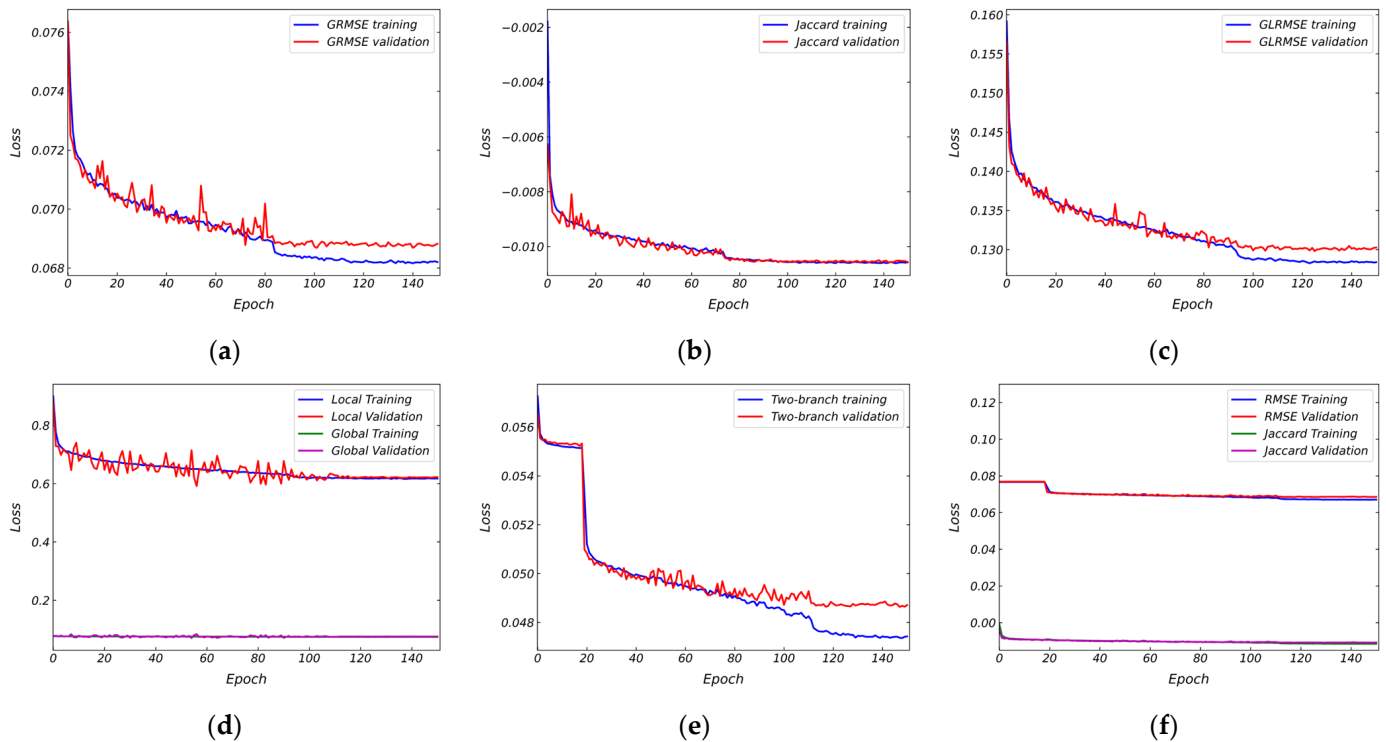 GRMSE training
GRMSE validation
0.076
0.074
0.072
0.070
0.068
Loss
0 20 40 60 80 100 120 140
Epoch
(a)
Jaccard training
Jaccard validation
−0.002
−0.004
−0.006
−0.008
−0.010
Loss
0 20 40 60 80 100 120 140
Epoch
(b)
GLRMSE training
GLRMSE validation
0.160
0.155
0.150
0.145
0.140
0.135
0.130
Loss
0 20 40 60 80 100 120 140
Epoch
(c)
Local Training
Local Validation
Global Training
Global Validation
0.8
0.6
0.4
0.2
Loss
0 20 40 60 80 100 120 140
Epoch
(d)
Two-branch training
Two-branch validation
0.056
0.054
0.052
0.050
0.048
Loss
0 20 40 60 80 100 120 140
Epoch
(e)
RMSE Training
RMSE Validation
Jaccard Training
Jaccard Validation
0.12
0.10
0.08
0.06
0.04
0.02
0.00
Loss
0 20 40 60 80 100 120 140
Epoch
(f)